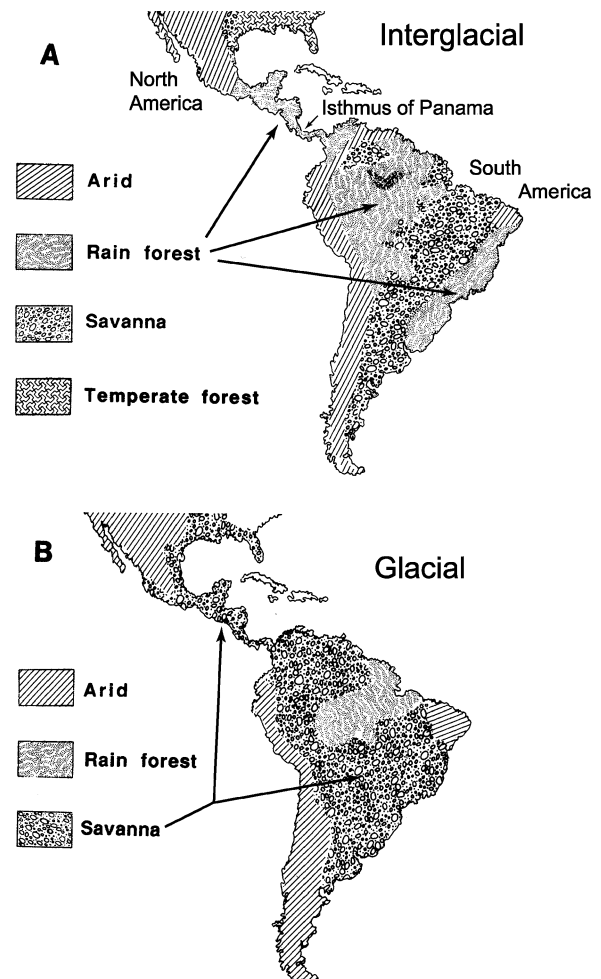 A
Interglacial
North
America
Isthmus of Panama
South
America
Arid
Rain forest
Savanna
Temperate forest
B
Glacial
Arid
Rain forest
Savanna